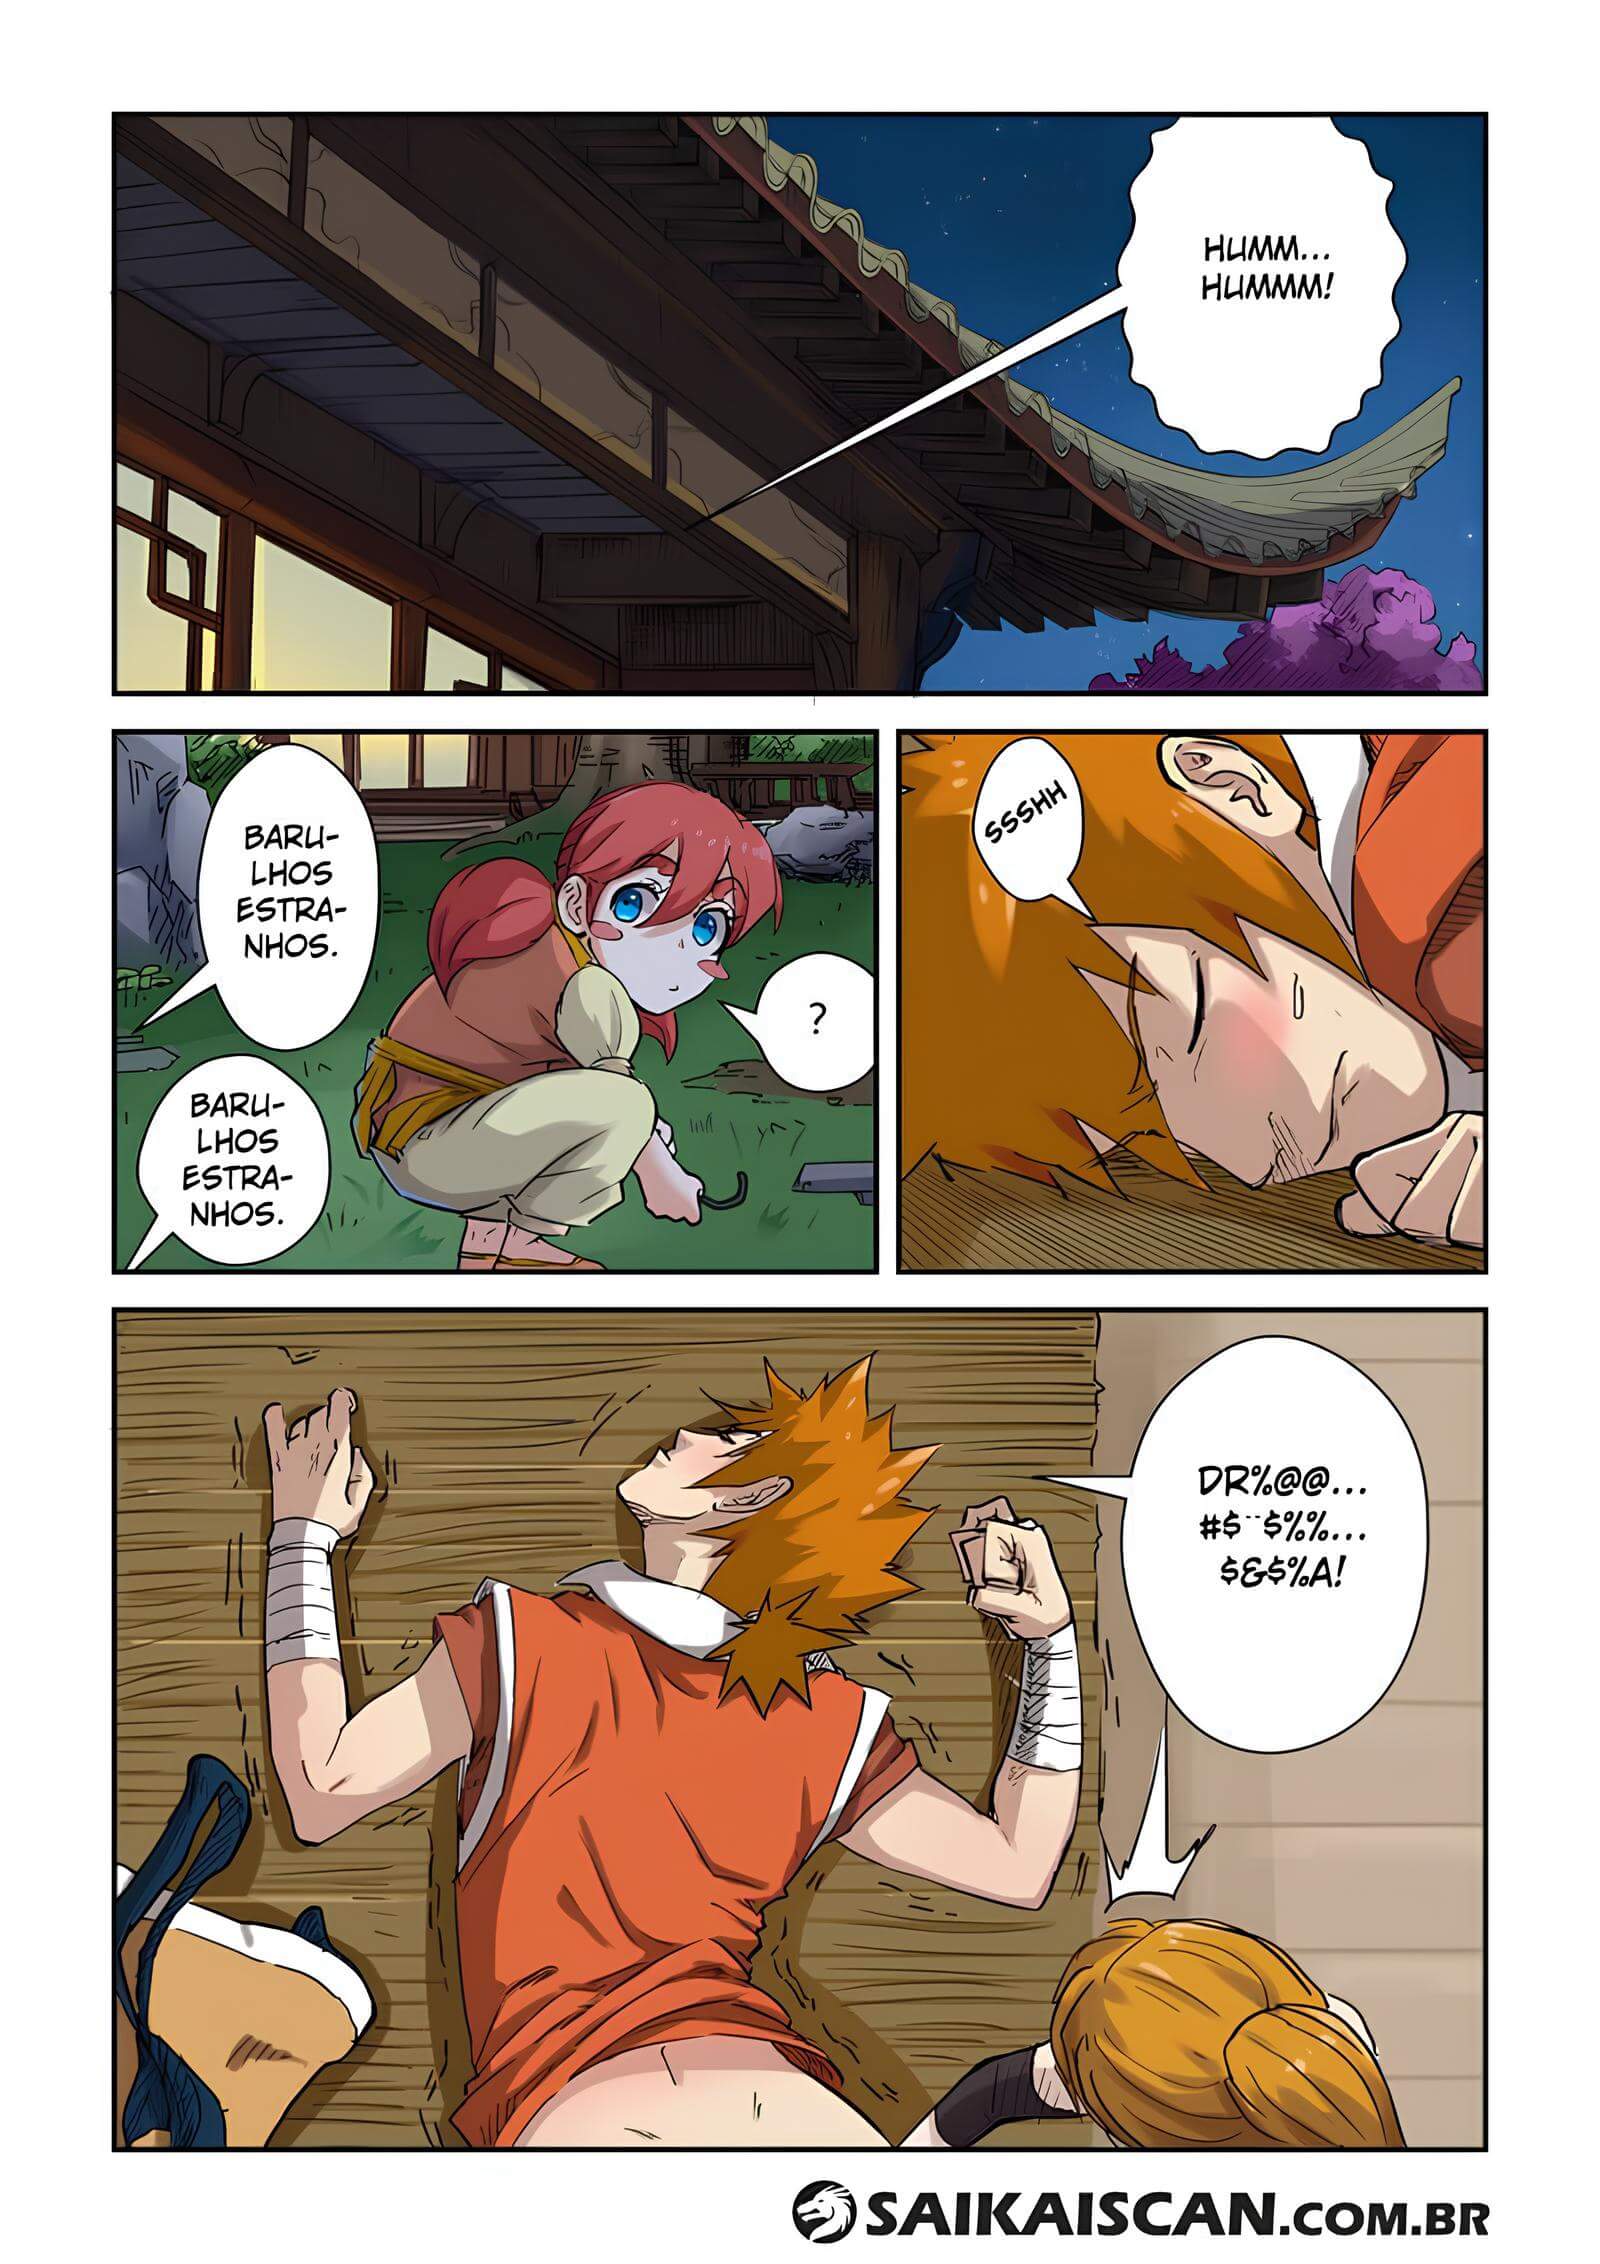 HUMM...
HUMMM!
BARU-
LHOS
ESTRA-
NHOS.
?
BARU-
LHOS
ESTRA-
NHOS.
SSSHH
DR%@@...
#$¨$%%...
$&$%A!
SAIKAISCAN.COM.BR